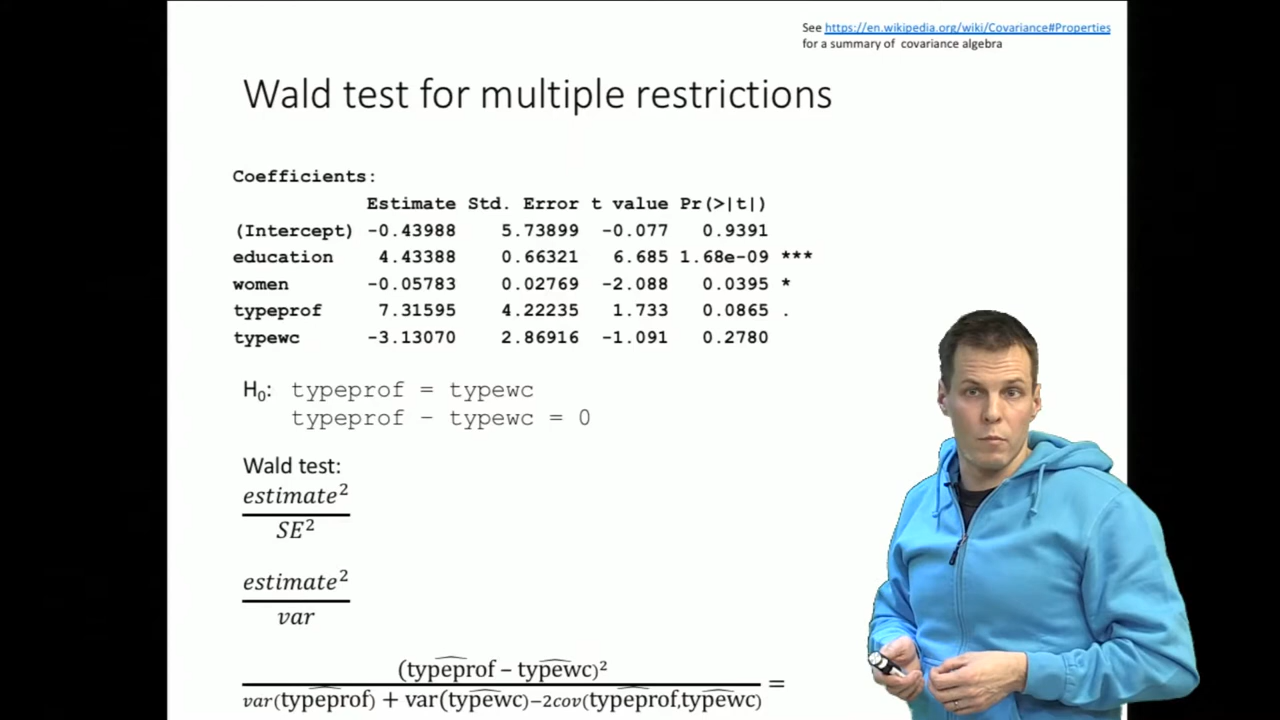 See https://en.wikipedia.org/wiki/Covariance#Properties
for a summary of covariance algebra
Wald test for multiple restrictions
Coefficients:
Estimate Std. Error t value Pr(>|t|)
(Intercept) -0.43988 5.73899 -0.077 0.9391
education 4.43388 0.66321 6.685 1.68e-09 ***
women -0.05783 0.02769 -2.088 0.0395 *
typeprof 7.31595 4.22235 1.733 0.0865 .
typewc -3.13070 2.86916 -1.091 0.2780
H₀: typeprof = typewc
typeprof – typewc = 0
Wald test:
estimate²
SE²
estimate²
var
(typeprof – typewc)²
var(typeprof) + var(typewc)−2cov(typeprof,typewc) =